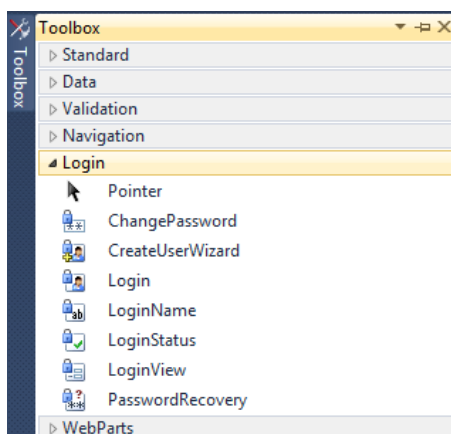 Toolbox
Toolbox
Standard
Data
Validation
Navigation
Login
Pointer
ChangePassword
CreateUserWizard
Login
LoginName
LoginStatus
LoginView
PasswordRecovery
WebParts